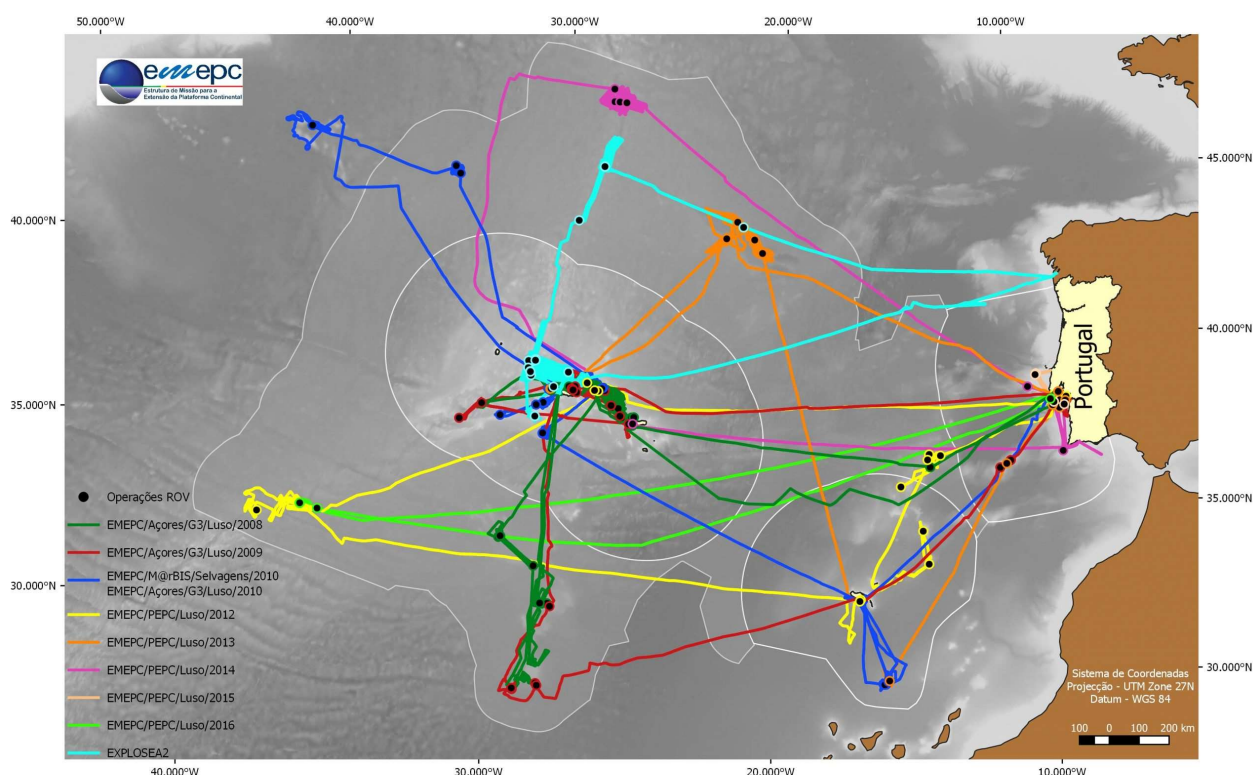 50.000°W
40.000°W
30.000°W
20.000°W
10.000°W
emepc
Estrutura de Missão para a
Extensão da Plataforma Continental
45.000°N
40.000°N
40.000°N
Portugal
35.000°N
35.000°N
Operações ROV
EMEPC/Açores/G3/Luso/2008
EMEPC/Açores/G3/Luso/2009
EMEPC/M@rBIS/Selvagens/2010
EMEPC/Açores/G3/Luso/2010
30.000°N
EMEPC/PEPC/Luso/2012
EMEPC/PEPC/Luso/2013
EMEPC/PEPC/Luso/2014
30.000°N
Sistema de Coordenadas
Projecção - UTM Zone 27N
Datum - WGS 84
EMEPC/PEPC/Luso/2015
EMEPC/PEPC/Luso/2016
100 0 100 200 km
EXPLOSEA2
40.000°W
30.000°W
20.000°W
10.000°W